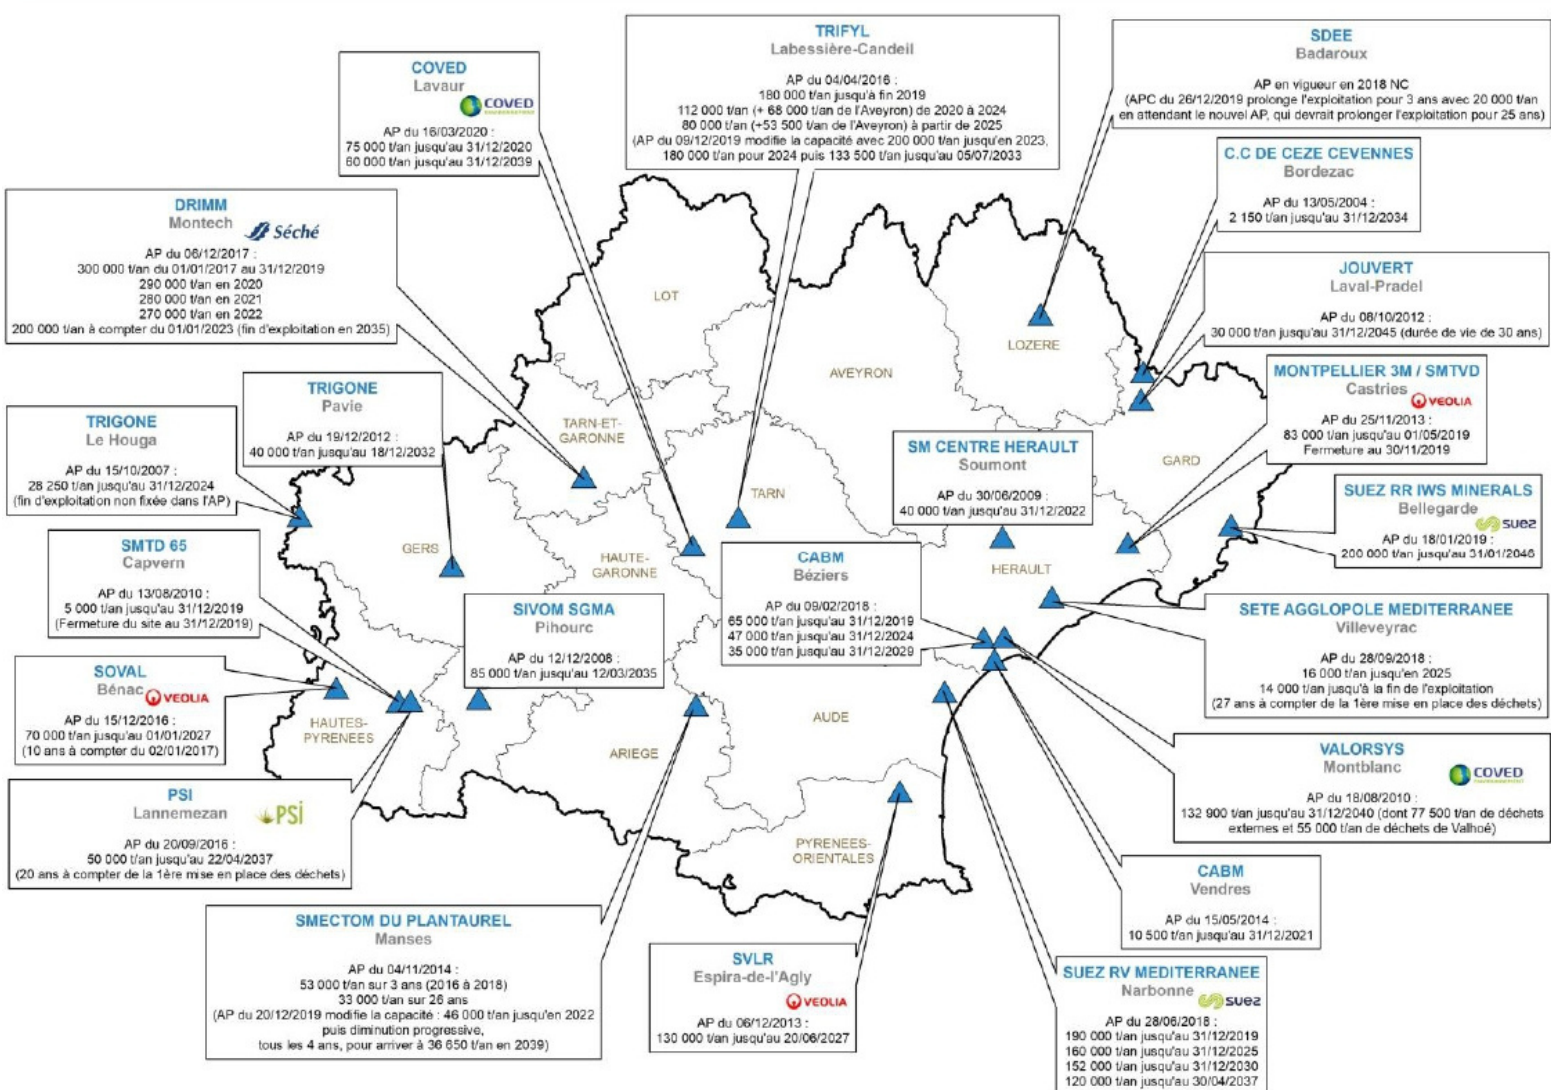 TRIFYL
Labessière-Candeil
AP du 04/04/2016 :
180 000 t/an jusqu'à fin 2019
112 000 t/an (+ 68 000 t/an de l'Aveyron) de 2020 à 2024
80 000 t/an (+53 500 t/an de l'Aveyron) à partir de 2025
(AP du 09/12/2019 modifie la capacité avec 200 000 t/an jusqu'en 2023,
180 000 t/an pour 2024 puis 133 500 t/an jusqu'au 05/07/2033
SDEE
Badaroux
AP en vigueur en 2018 NC
(APC du 26/12/2019 prolonge l'exploitation pour 3 ans avec 20 000 t/an
en attendant le nouvel AP, qui devrait prolonger l'exploitation pour 25 ans)
COVED
Lavaur
COVED
AP du 16/03/2020 :
75 000 t/an jusqu'au 31/12/2020
60 000 t/an jusqu'au 31/12/2039
C.C DE CEZE CEVENNES
Bordezac
AP du 13/05/2004 :
2 150 t/an jusqu'au 31/12/2034
DRIMM
Montech
Séché
AP du 06/12/2017 :
300 000 t/an du 01/01/2017 au 31/12/2019
290 000 t/an en 2020
280 000 t/an en 2021
270 000 t/an en 2022
200 000 t/an à compter du 01/01/2023 (fin d'exploitation en 2035)
JOUVERT
Laval-Pradel
AP du 08/10/2012 :
30 000 t/an jusqu'au 31/12/2045 (durée de vie de 30 ans)
LOT
LOZERE
AVEYRON
MONTPELLIER 3M / SMTVD
Castries
VEOLIA
AP du 25/11/2013 :
83 000 t/an jusqu'au 01/05/2019
Fermeture au 30/11/2019
TRIGONE
Pavie
AP du 19/12/2012 :
40 000 t/an jusqu'au 18/12/2032
TRIGONE
Le Houga
AP du 15/10/2007 :
28 250 t/an jusqu'au 31/12/2024
(fin d'exploitation non fixée dans l'AP)
TARN-ET-
GARONNE
SM CENTRE HERAULT
Soumont
AP du 30/06/2009 :
40 000 t/an jusqu'au 31/12/2022
GARD
TARN
SUEZ RR IWS MINERALS
Bellegarde
suez
AP du 18/01/2019 :
200 000 t/an jusqu'au 31/01/2046
SMTD 65
Capvern
AP du 13/08/2010 :
5 000 t/an jusqu'au 31/12/2019
(Fermeture du site au 31/12/2019)
GERS
HAUTE-
GARONNE
HERAULT
CABM
Béziers
AP du 09/02/2018 :
65 000 t/an jusqu'au 31/12/2019
47 000 t/an jusqu'au 31/12/2024
35 000 t/an jusqu'au 31/12/2029
SIVOM SGMA
Pihourc
AP du 12/12/2008 :
85 000 t/an jusqu'au 12/03/2035
SETE AGGLOPOLE MEDITERRANEE
Villeveyrac
AP du 28/09/2018 :
16 000 t/an jusqu'en 2025
14 000 t/an jusqu'à la fin de l'exploitation
(27 ans à compter de la 1ère mise en place des déchets)
SOVAL
Bénac
VEOLIA
AP du 15/12/2016 :
70 000 t/an jusqu'au 01/01/2027
(10 ans à compter du 02/01/2017)
HAUTES-
PYRENEES
ARIEGE
AUDE
VALORSYS
Montblanc
COVED
AP du 18/08/2010 :
132 900 t/an jusqu'au 31/12/2040 (dont 77 500 t/an de déchets
externes et 55 000 t/an de déchets de Valhoé)
PSI
Lannemezan
PSI
AP du 20/09/2016 :
50 000 t/an jusqu'au 22/04/2037
(20 ans à compter de la 1ère mise en place des déchets)
PYRENEES-
ORIENTALES
CABM
Vendres
AP du 15/05/2014 :
10 500 t/an jusqu'au 31/12/2021
SMECTOM DU PLANTAUREL
Manses
AP du 04/11/2014 :
53 000 t/an sur 3 ans (2016 à 2018)
33 000 t/an sur 26 ans
(AP du 20/12/2019 modifie la capacité : 46 000 t/an jusqu'en 2022
puis diminution progressive,
tous les 4 ans, pour arriver à 36 650 t/an en 2039)
SVLR
Espira-de-l'Agly
VEOLIA
AP du 06/12/2013 :
130 000 t/an jusqu'au 20/06/2027
SUEZ RV MEDITERRANEE
Narbonne
suez
AP du 28/06/2018 :
190 000 t/an jusqu'au 31/12/2019
160 000 t/an jusqu'au 31/12/2025
152 000 t/an jusqu'au 31/12/2030
120 000 t/an jusqu'au 30/04/2037